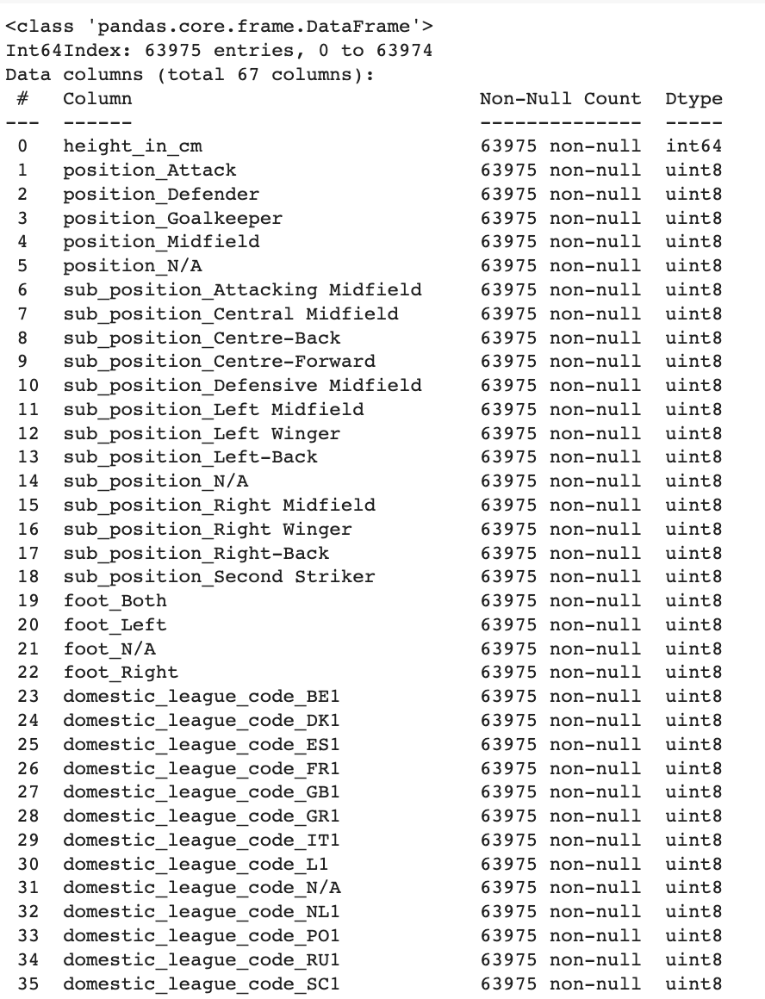 <class 'pandas.core.frame.DataFrame'>
Int64Index: 63975 entries, 0 to 63974
Data columns (total 67 columns):
 #   Column                              Non-Null Count  Dtype
---  ------                              --------------  -----
 0   height_in_cm                        63975 non-null  int64
 1   position_Attack                     63975 non-null  uint8
 2   position_Defender                   63975 non-null  uint8
 3   position_Goalkeeper                 63975 non-null  uint8
 4   position_Midfield                   63975 non-null  uint8
 5   position_N/A                        63975 non-null  uint8
 6   sub_position_Attacking Midfield     63975 non-null  uint8
 7   sub_position_Central Midfield       63975 non-null  uint8
 8   sub_position_Centre-Back            63975 non-null  uint8
 9   sub_position_Centre-Forward         63975 non-null  uint8
 10  sub_position_Defensive Midfield     63975 non-null  uint8
 11  sub_position_Left Midfield          63975 non-null  uint8
 12  sub_position_Left Winger            63975 non-null  uint8
 13  sub_position_Left-Back              63975 non-null  uint8
 14  sub_position_N/A                    63975 non-null  uint8
 15  sub_position_Right Midfield         63975 non-null  uint8
 16  sub_position_Right Winger           63975 non-null  uint8
 17  sub_position_Right-Back             63975 non-null  uint8
 18  sub_position_Second Striker         63975 non-null  uint8
 19  foot_Both                           63975 non-null  uint8
 20  foot_Left                           63975 non-null  uint8
 21  foot_N/A                            63975 non-null  uint8
 22  foot_Right                          63975 non-null  uint8
 23  domestic_league_code_BE1            63975 non-null  uint8
 24  domestic_league_code_DK1            63975 non-null  uint8
 25  domestic_league_code_ES1            63975 non-null  uint8
 26  domestic_league_code_FR1            63975 non-null  uint8
 27  domestic_league_code_GB1            63975 non-null  uint8
 28  domestic_league_code_GR1            63975 non-null  uint8
 29  domestic_league_code_IT1            63975 non-null  uint8
 30  domestic_league_code_L1             63975 non-null  uint8
 31  domestic_league_code_N/A            63975 non-null  uint8
 32  domestic_league_code_NL1            63975 non-null  uint8
 33  domestic_league_code_PO1            63975 non-null  uint8
 34  domestic_league_code_RU1            63975 non-null  uint8
 35  domestic_league_code_SC1            63975 non-null  uint8